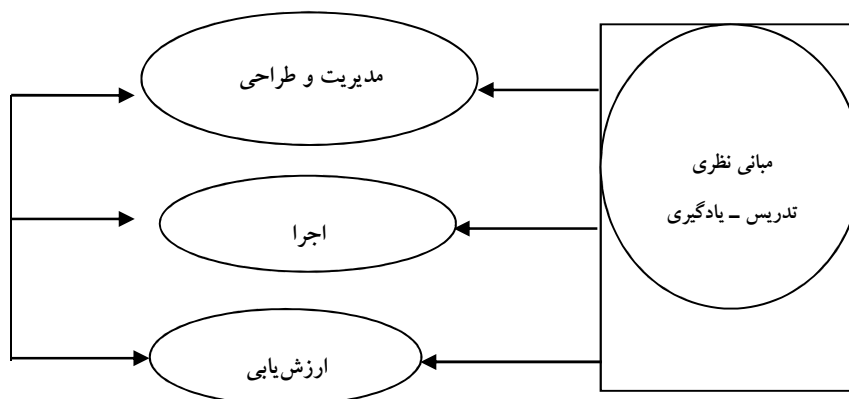 مدیریت و طراحی
مبانی نظری
تدریس – یادگیری
اجرا
ارزش‌یابی